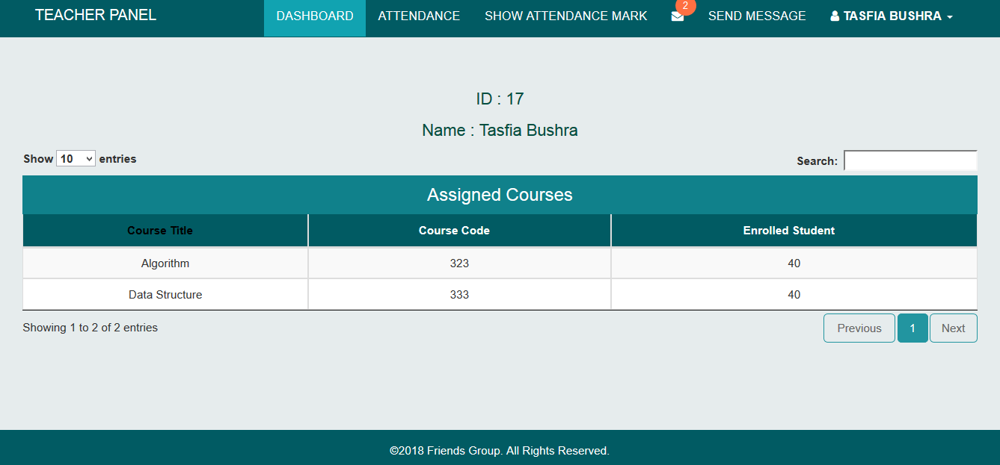 TEACHER PANEL DASHBOARD ATTENDANCE SHOW ATTENDANCE MARK 2 SEND MESSAGE TASFIA BUSHRA
ID : 17
Name : Tasfia Bushra
Show 10 entries Search:
Assigned Courses
Course Title Course Code Enrolled Student
Algorithm 323 40
Data Structure 333 40
Showing 1 to 2 of 2 entries Previous 1 Next
©2018 Friends Group. All Rights Reserved.